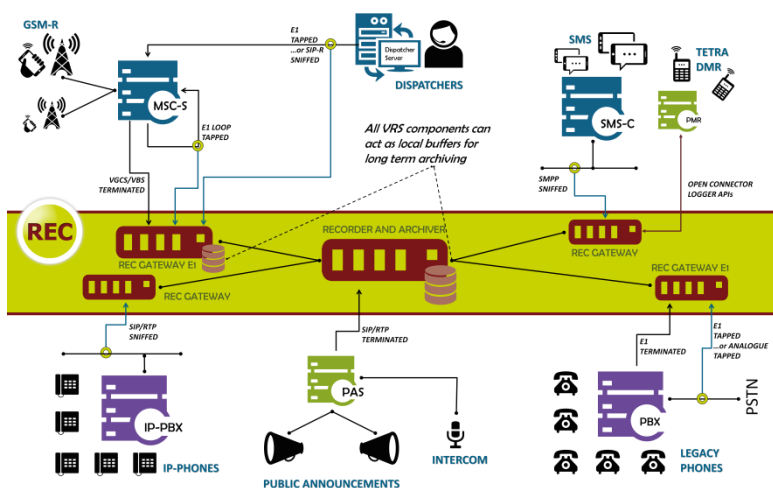 GSM-R
MSC-S
E1
TAPPED
...or SIP-R
SNIFFED
Dispatcher
Server
DISPATCHERS
SMS
SMS-C
TETRA
DMR
PMR
E1 LOOP
TAPPED
All VRS components can
act as local buffers for
long term archiving
VGCS/VBS
TERMINATED
SMPP
SNIFFED
OPEN CONNECTOR
LOGGER APIs
REC
RECORDER AND ARCHIVER
REC GATEWAY E1
REC GATEWAY
REC GATEWAY
REC GATEWAY E1
SIP/RTP
SNIFFED
SIP/RTP
TERMINATED
E1
TERMINATED
E1
TAPPED
...or ANALOGUE
TAPPED
PSTN
IP-PBX
PAS
PBX
IP-PHONES
PUBLIC ANNOUNCEMENTS
INTERCOM
LEGACY
PHONES